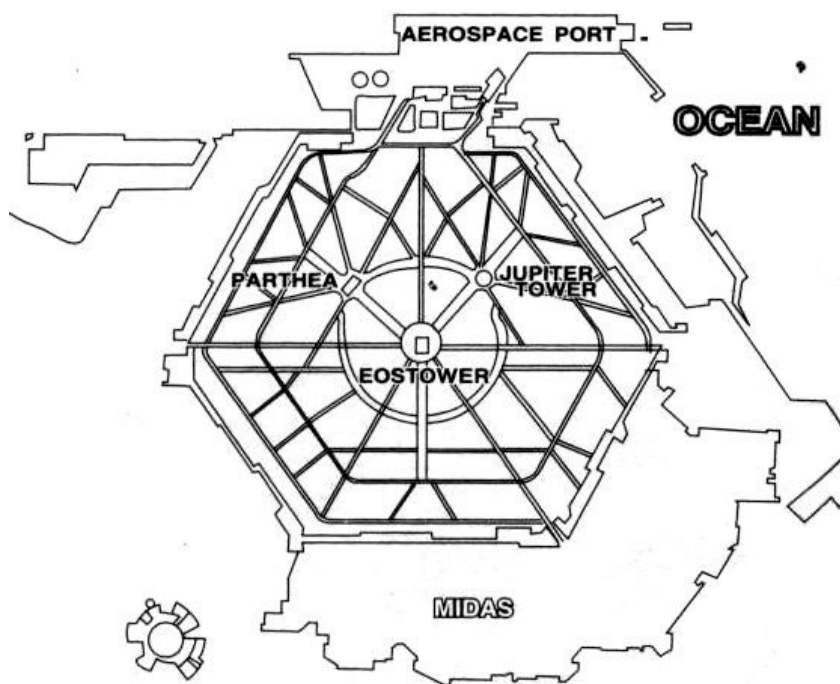 AEROSPACE PORT
OCEAN
PARTHEA
JUPITER
TOWER
EOSTOWER
MIDAS